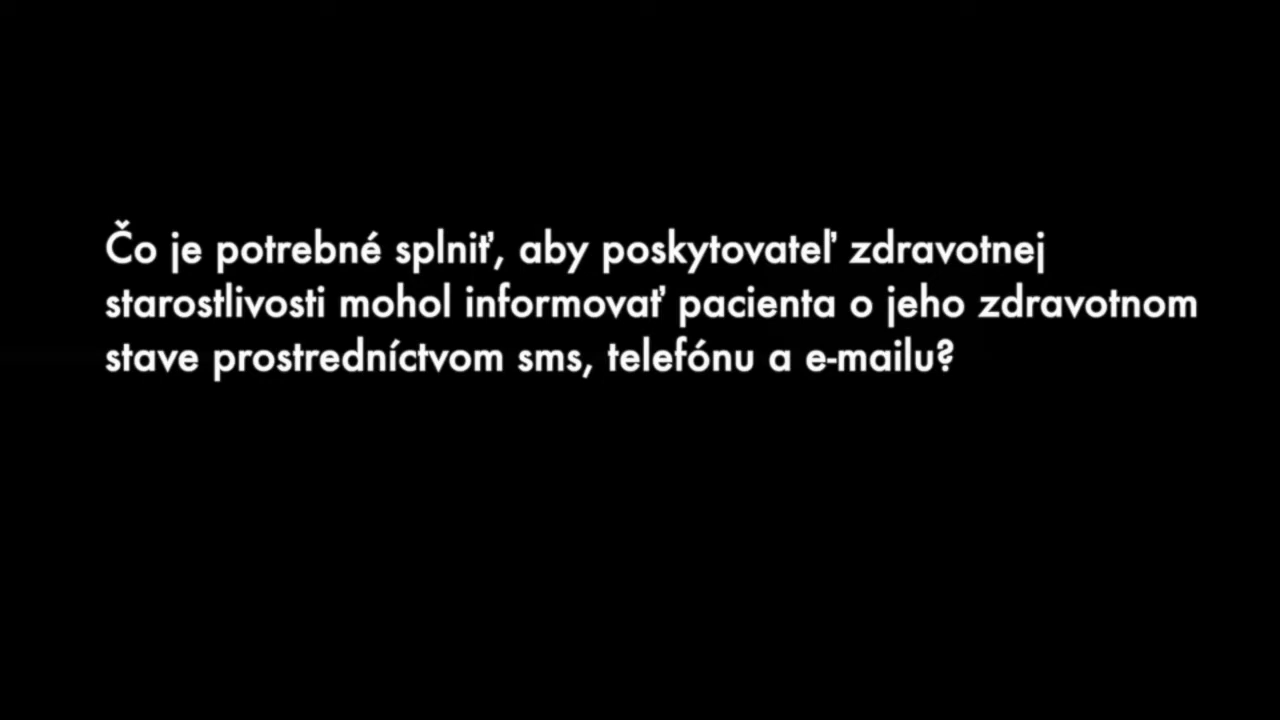 Čo je potrebné splniť, aby poskytovateľ zdravotnej
starostlivosti mohol informovať pacienta o jeho zdravotnom
stave prostredníctvom sms, telefónu a e-mailu?